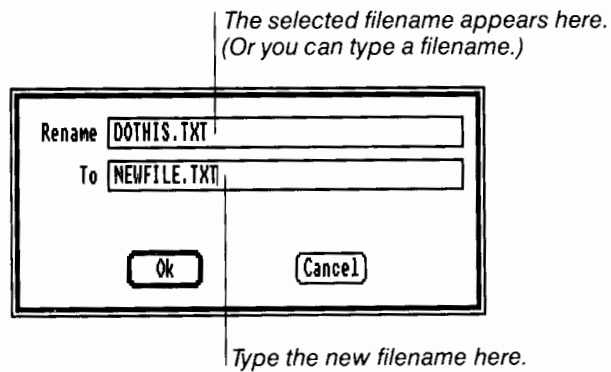 The selected filename appears here.
(Or you can type a filename.)
Rename DOTHIS.TXT
To NEWFILE.TXT
Ok Cancel
Type the new filename here.